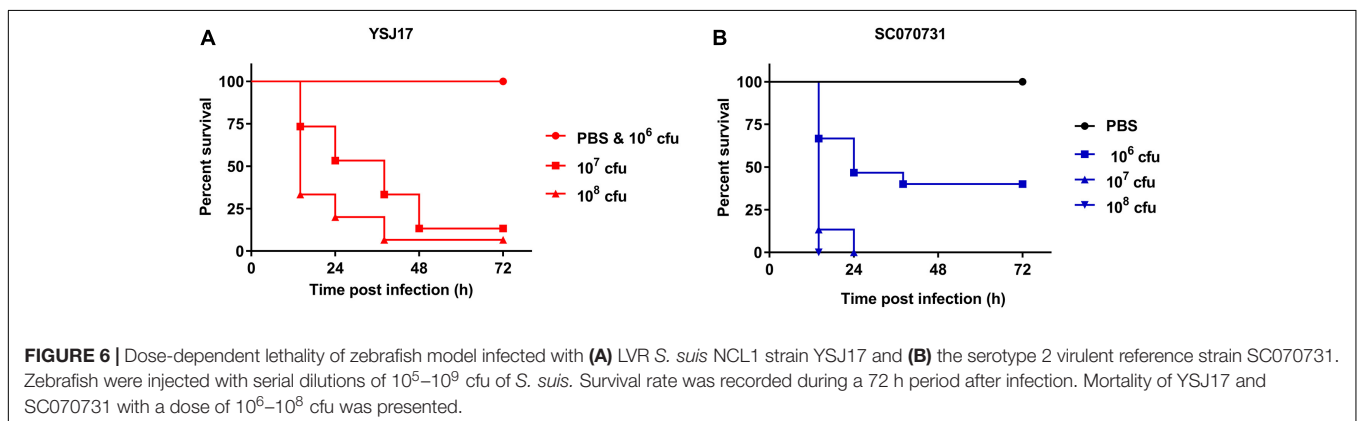 A
YSJ17
100
75
50
25
0
Percent survival
0 24 48 72
Time post infection (h)
PBS & 10⁶ cfu
10⁷ cfu
10⁸ cfu
B
SC070731
100
75
50
25
0
Percent survival
0 24 48 72
Time post infection (h)
PBS
10⁶ cfu
10⁷ cfu
10⁸ cfu
FIGURE 6 | Dose-dependent lethality of zebrafish model infected with (A) LVR S. suis NCL1 strain YSJ17 and (B) the serotype 2 virulent reference strain SC070731.
Zebrafish were injected with serial dilutions of 10⁵–10⁹ cfu of S. suis. Survival rate was recorded during a 72 h period after infection. Mortality of YSJ17 and
SC070731 with a dose of 10⁶–10⁸ cfu was presented.